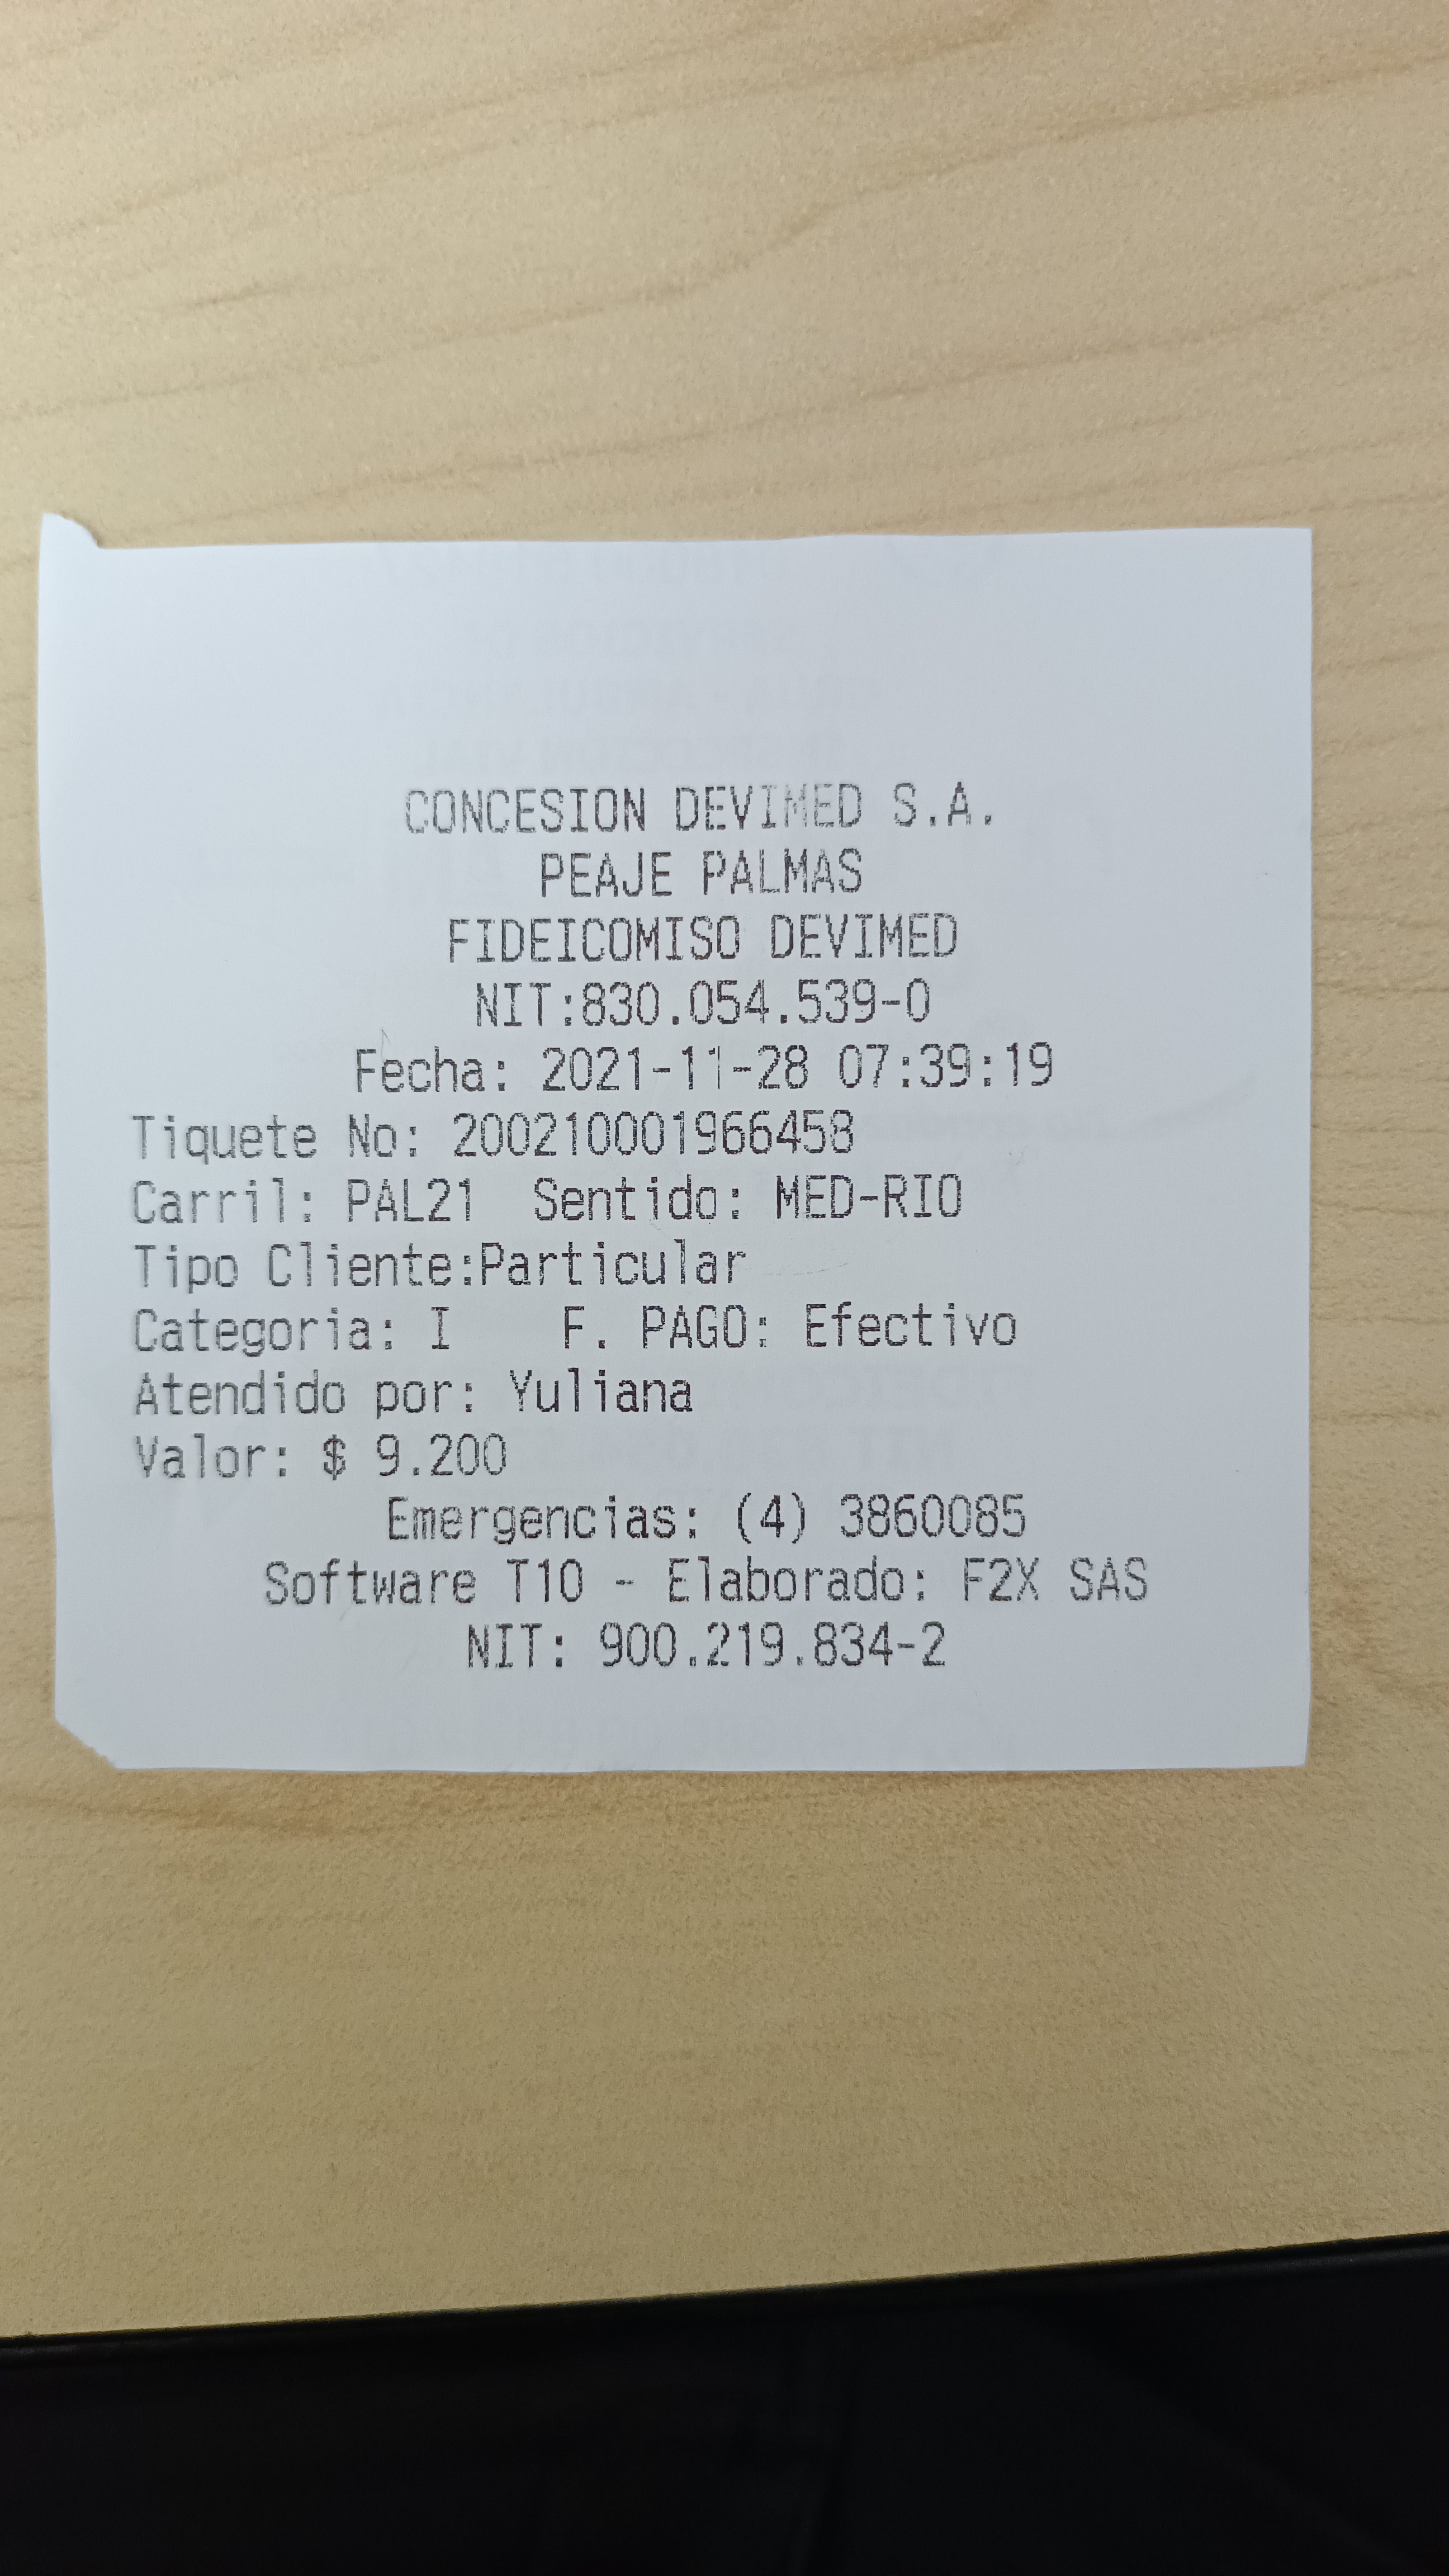 CONCESION DEVIMED S.A.
PEAJE PALMAS
FIDEICOMISO DEVIMED
NIT:830.054.539-0
Fecha: 2021-11-28 07:39:19
Tiquete No: 200210001966458
Carril: PAL21 Sentido: MED-RIO
Tipo Cliente:Particular
Categoria: I F. PAGO: Efectivo
Atendido por: Yuliana
Valor: $ 9.200
Emergencias: (4) 3860085
Software T10 - Elaborado: F2X SAS
NIT: 900.219.834-2